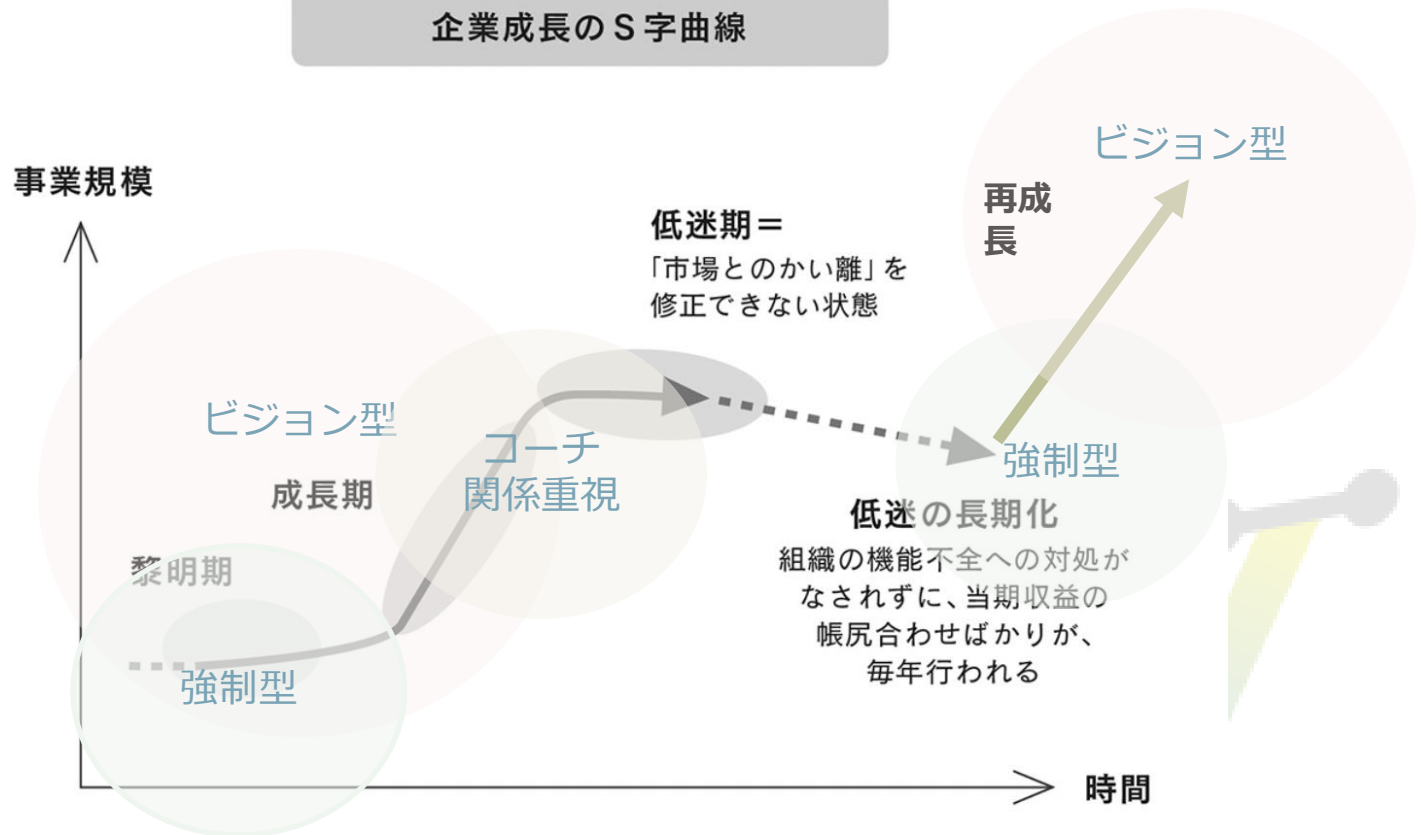 企業成長のS字曲線
事業規模
ビジョン型
再成
長
低迷期＝
「市場とのかい離」を
修正できない状態
ビジョン型
コーチ
関係重視
成長期
強制型
黎明期
低迷の長期化
組織の機能不全への対処が
なされずに、当期収益の
帳尻合わせばかりが、
毎年行われる
強制型
時間